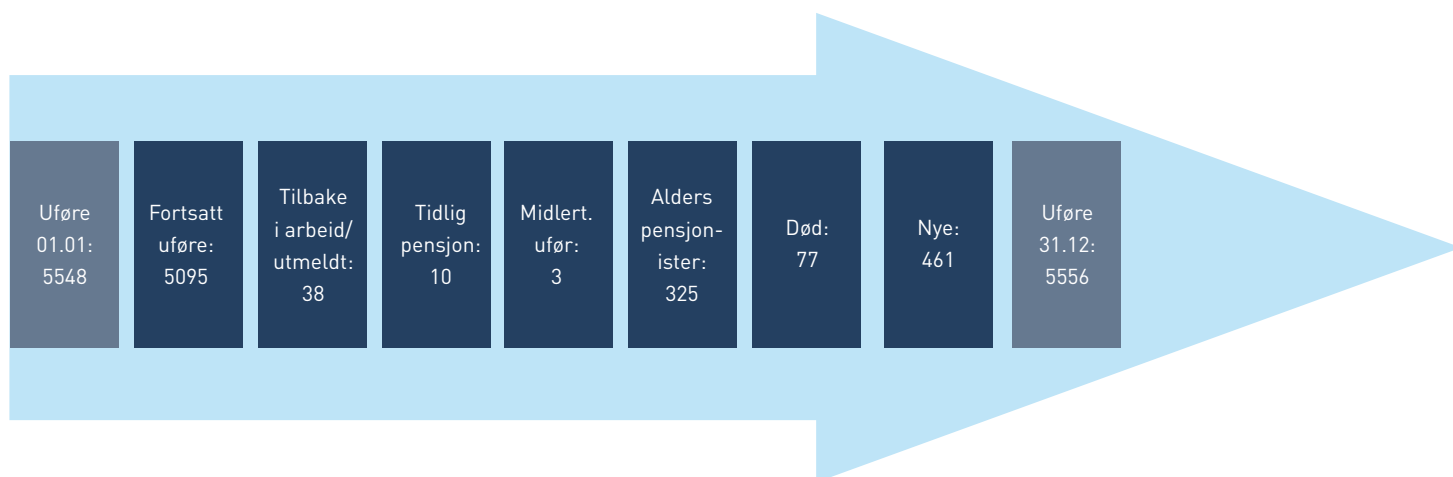 Uføre
01.01:
5548
Fortsatt
uføre:
5095
Tilbake
i arbeid/
utmeldt:
38
Tidlig
pensjon:
10
Midlert.
ufør:
3
Alders
pensjon-
ister:
325
Død:
77
Nye:
461
Uføre
31.12:
5556